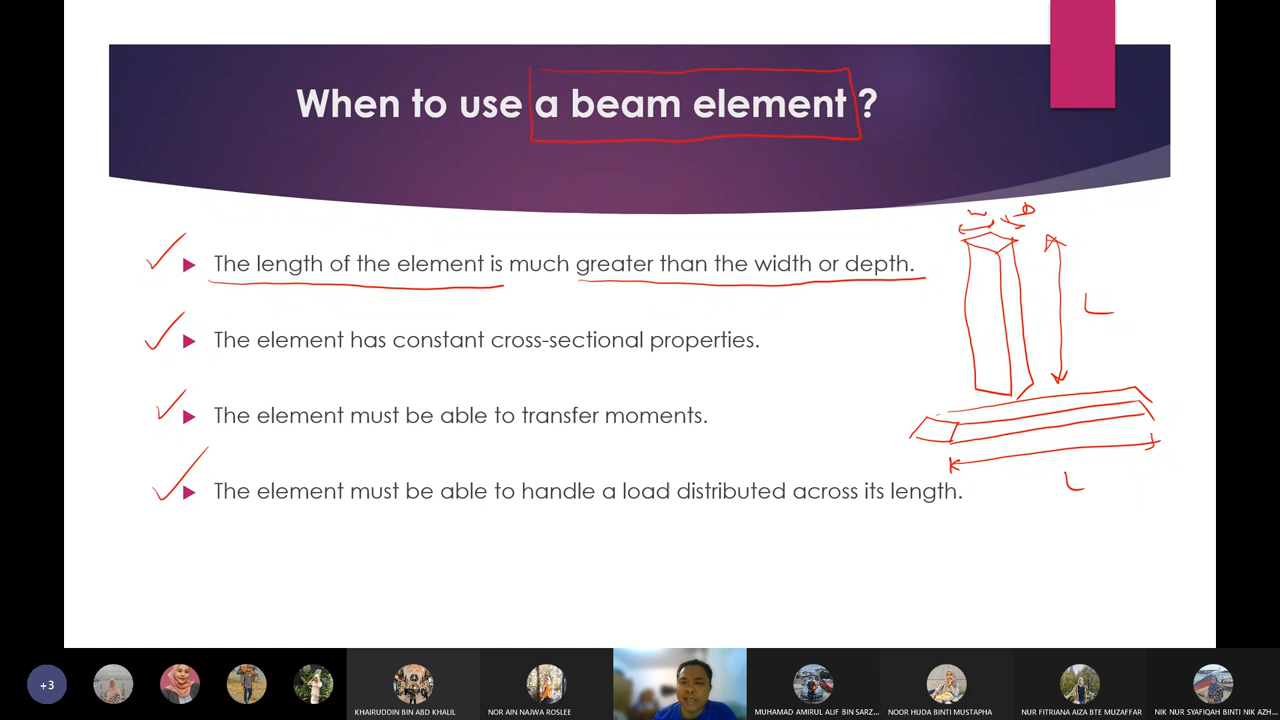 When to use a beam element ?
W D
The length of the element is much greater than the width or depth.
L
The element has constant cross-sectional properties.
The element must be able to transfer moments.
The element must be able to handle a load distributed across its length.
L
+3
KHAIRUDDIN BIN ABD KHALIL
NOR AIN NAJWA ROSLEE
MUHAMAD AMIRUL ALIF BIN SARZ...
NOOR HUDA BINTI MUSTAPHA
NUR FITRIANA AIZA BTE MUZAFFAR
NIK NUR SYAFIQAH BINTI NIK AZH...